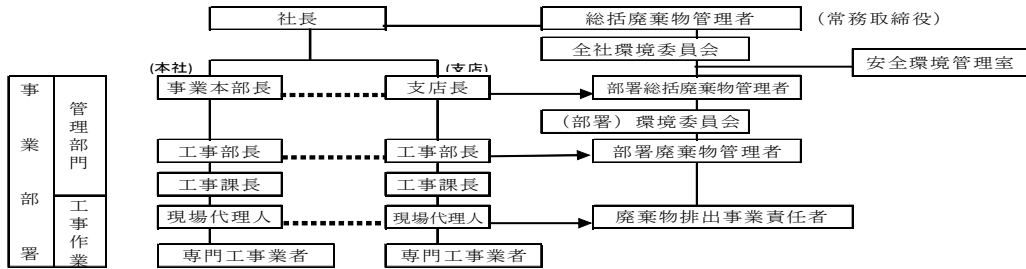 社長
総括廃棄物管理者
(常務取締役)
全社環境委員会
安全環境管理室
(本社)
(支店)
事業本部長
支店長
部署総括廃棄物管理者
(部署)環境委員会
工事部長
工事部長
部署廃棄物管理者
工事課長
工事課長
現場代理人
現場代理人
廃棄物排出事業責任者
専門工事業者
専門工事業者
事業部署
管理部門
工事作業